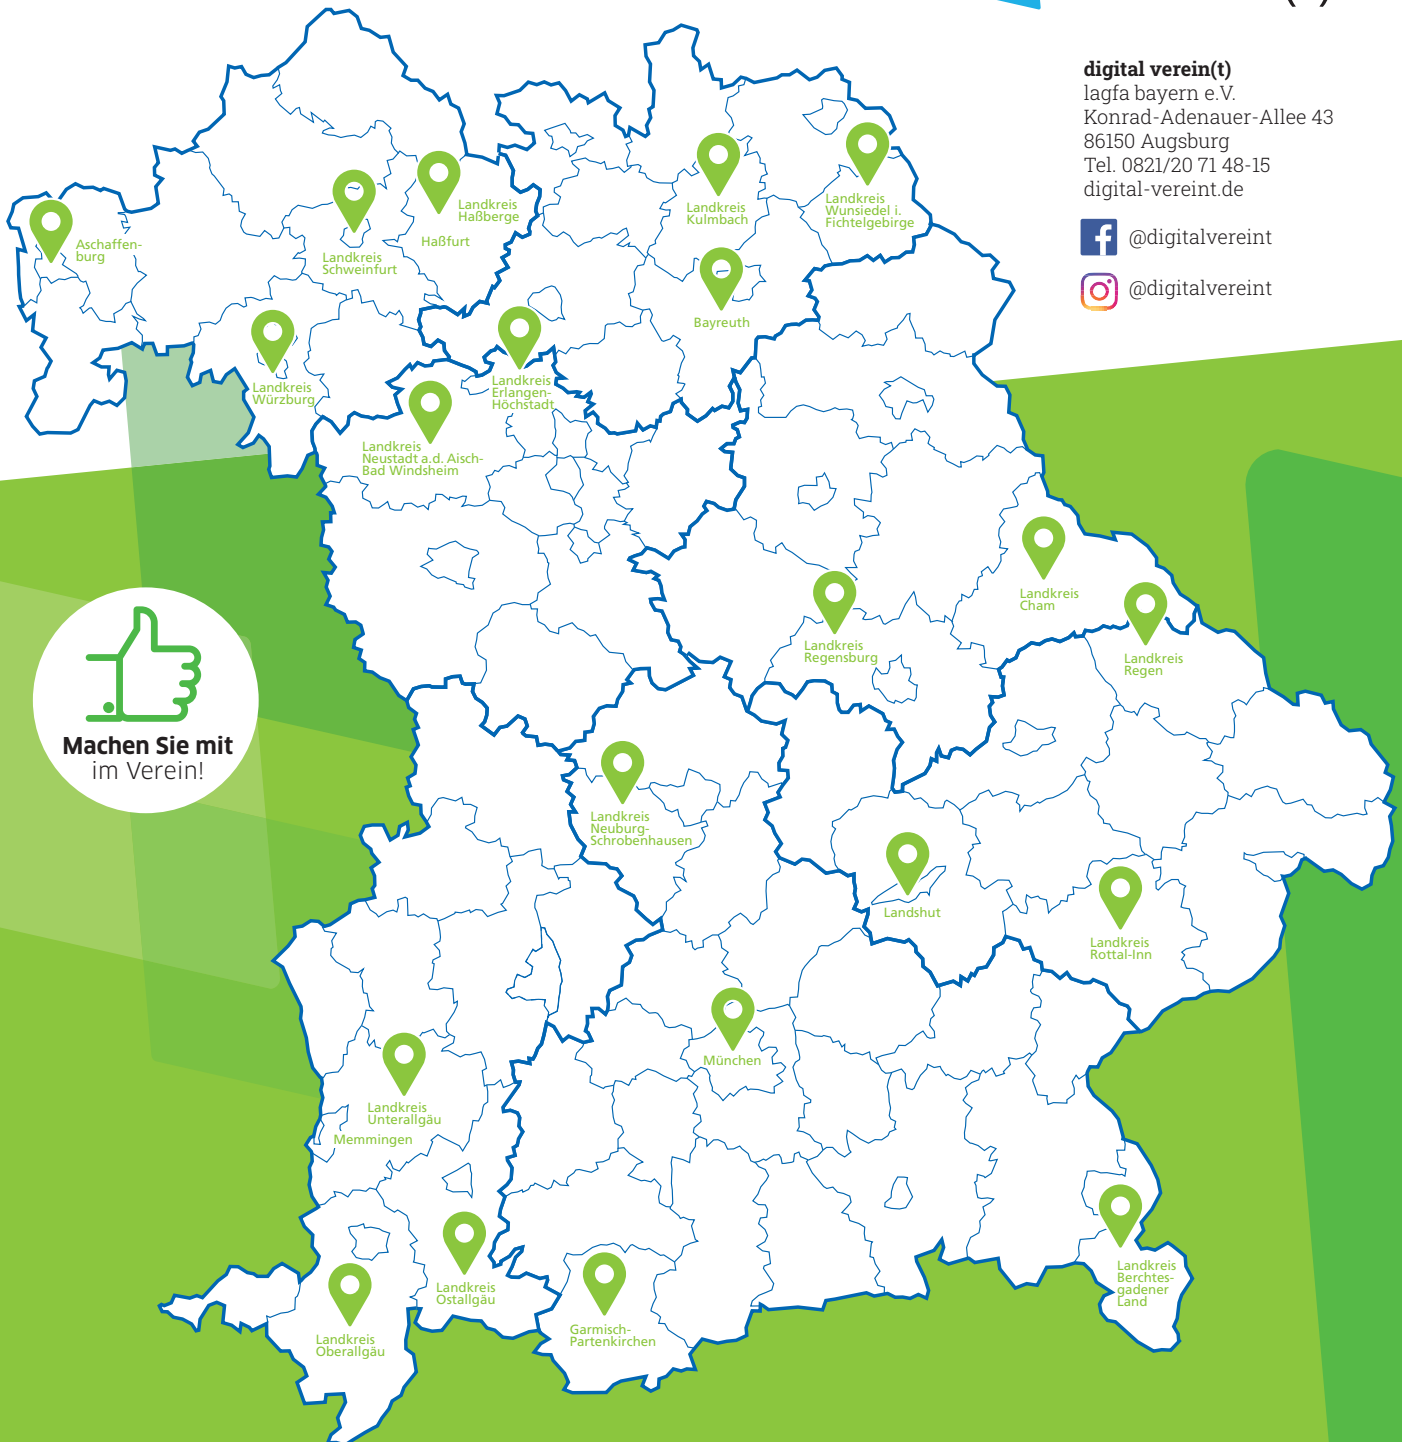 digital verein(t)
lagfa bayern e.V.
Konrad-Adenauer-Allee 43
86150 Augsburg
Tel. 0821/20 71 48-15
digital-vereint.de
@digitalvereint
@digitalvereint
Aschaffen-
burg
Landkreis
Schweinfurt
Landkreis
Haßberge
Haßfurt
Landkreis
Kulmbach
Landkreis
Wunsiedel i.
Fichtelgebirge
Bayreuth
Landkreis
Würzburg
Landkreis
Erlangen-
Höchstadt
Landkreis
Neustadt a.d. Aisch-
Bad Windsheim
Landkreis
Cham
Landkreis
Regensburg
Landkreis
Regen
Machen Sie mit
im Verein!
Landkreis
Neuburg-
Schrobenhausen
Landshut
Landkreis
Rottal-Inn
München
Landkreis
Unterallgäu
Memmingen
Landkreis
Ostallgäu
Landkreis
Oberallgäu
Garmisch-
Partenkirchen
Landkreis
Berchtes-
gadener
Land